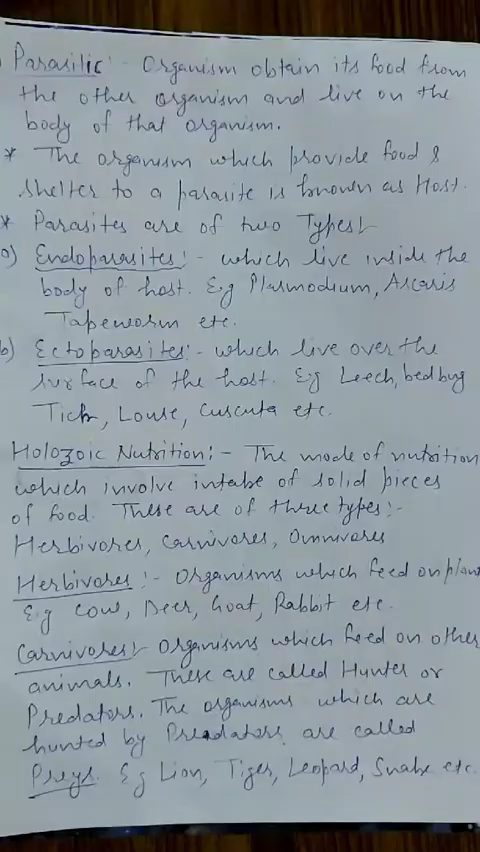 Parasitic :- Organism obtain its food from
the other organism and live on the
body of that organism.
* The organism which provide food &
shelter to a parasite is known as Host.
* Parasites are of two Types:-
a) Endoparasites:- which live inside the
body of host. E.g Plasmodium, Ascaris
Tapeworm etc.
b) Ectoparasites:- which live over the
surface of the host. E.g Leech, bedbug
Tick, Louse, Cuscuta etc.
Holozoic Nutrition:- The mode of nutrition
which involve intake of solid pieces
of food. These are of three types:-
Herbivores, Carnivores, Omnivores
Herbivores :- Organisms which feed on plan
E.g Cow, Deer, Goat, Rabbit etc.
Carnivores:- Organisms which feed on other
animals. These are called Hunter or
Predators. The organisms which are
hunted by Predators are called
Preys. Eg Lion, Tiger, Leopard, Snake etc.